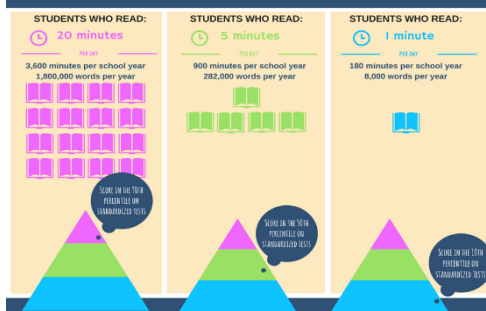 STUDENTS WHO READ:
20 minutes
PER DAY
3,600 minutes per school year
1,800,000 words per year
SCORE IN THE 90TH
PERCENTILE ON
STANDARDIZED TESTS
STUDENTS WHO READ:
5 minutes
PER DAY
900 minutes per school year
282,000 words per year
SCORE IN THE 50TH
PERCENTILE ON
STANDARDIZED TESTS
STUDENTS WHO READ:
1 minute
PER DAY
180 minutes per school year
8,000 words per year
SCORE IN THE 10TH
PERCENTILE ON
STANDARDIZED TESTS